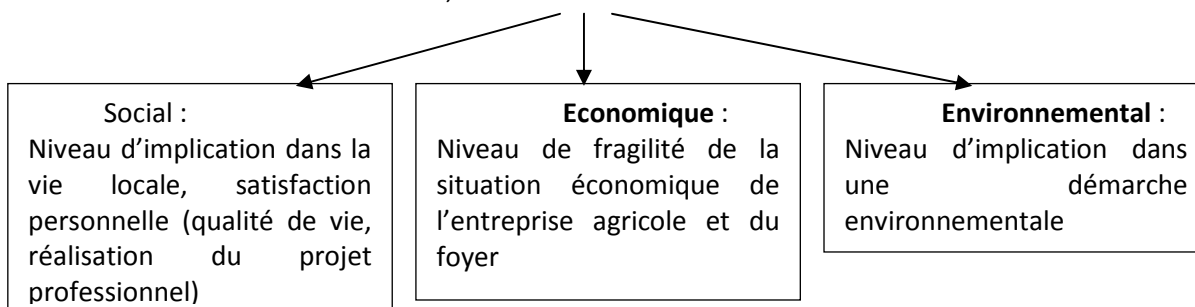 Social :
Niveau d'implication dans la
vie locale, satisfaction
personnelle (qualité de vie,
réalisation du projet
professionnel)
Economique :
Niveau de fragilité de la
situation économique de
l'entreprise agricole et du
foyer
Environnemental :
Niveau d'implication dans
une démarche
environnementale